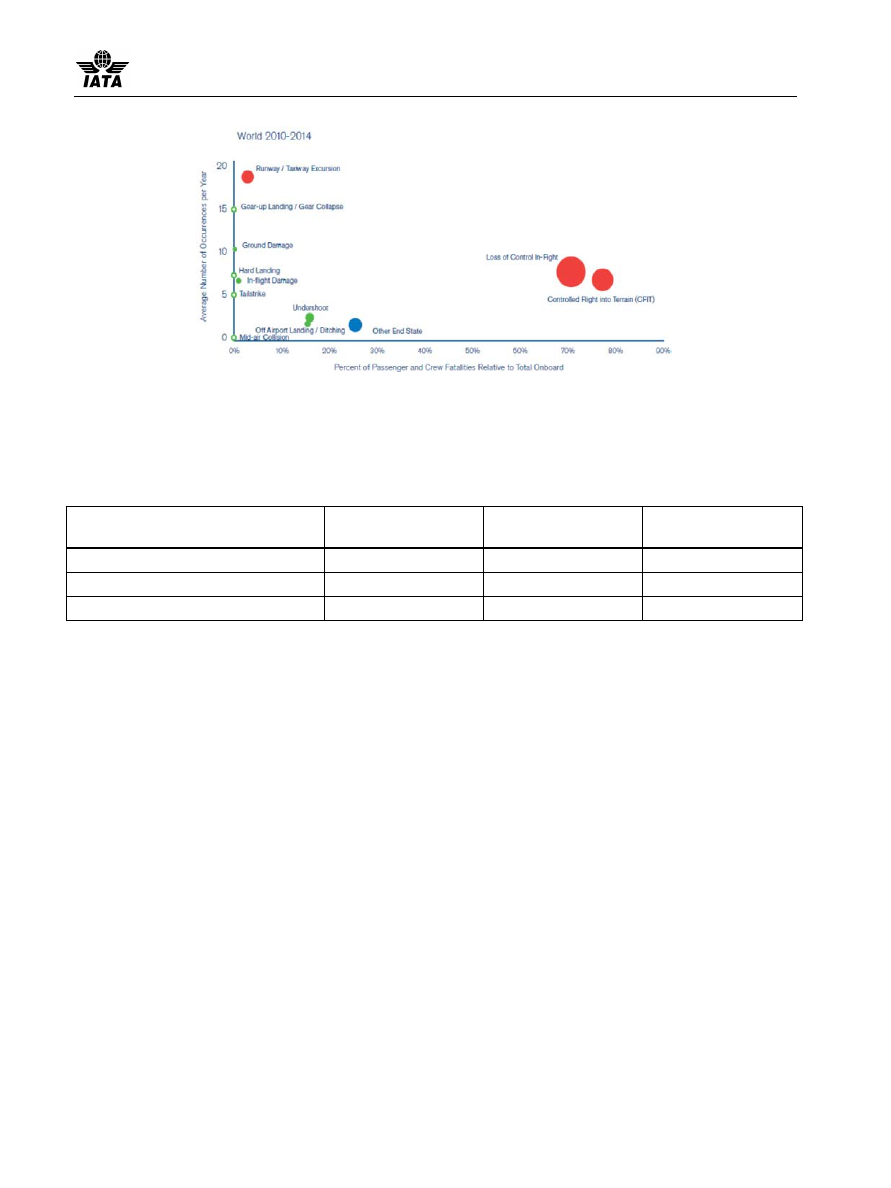 IATA
World 2010-2014
Average Number of Occurrences per Year
20
Runway / Taxiway Excursion
15
Gear-up Landing / Gear Collapse
10
Ground Damage
Loss of Control In-flight
Hard Landing
In-flight Damage
Controlled Flight into Terrain (CFIT)
5
Tailstrike
Undershoot
Off Airport Landing / Ditching
Other End State
0
Mid-air Collision
0% 10% 20% 30% 40% 50% 60% 70% 80% 90%
Percent of Passenger and Crew Fatalities Relative to Total Onboard